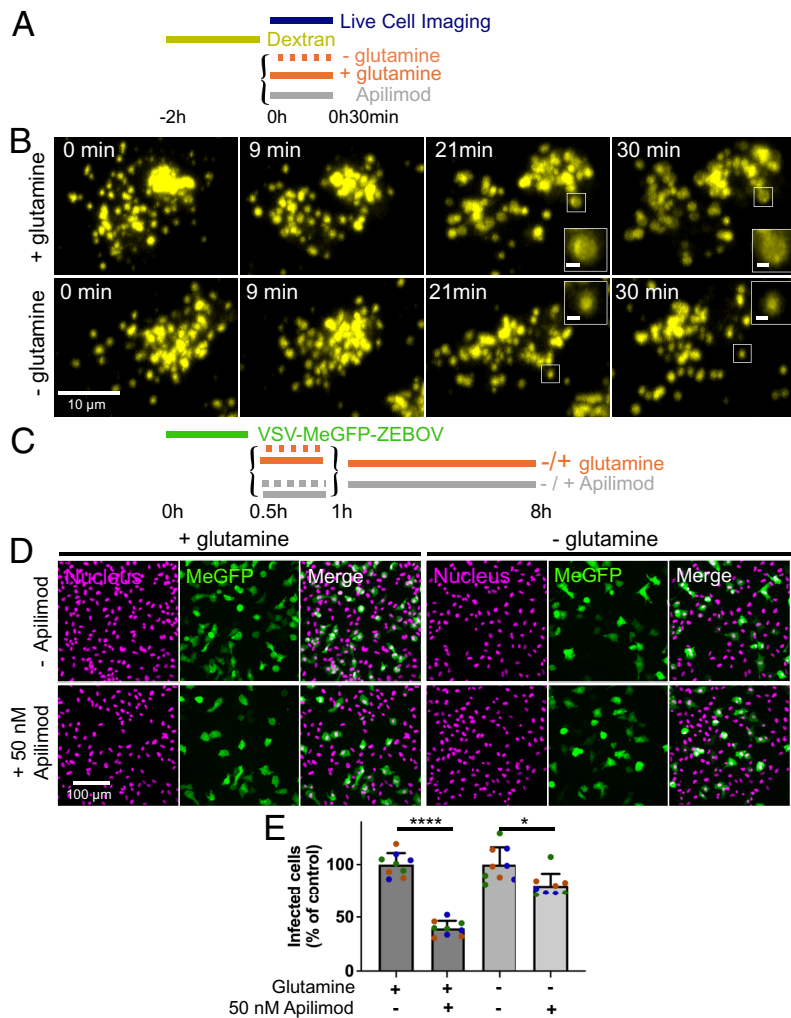 A
Live Cell Imaging
Dextran
- glutamine
+ glutamine
Apilimod
-2h 0h 0h30min
B
+ glutamine
0 min 9 min 21min 30 min
- glutamine
0 min 9 min 21min 30 min
10 µm
C
VSV-MeGFP-ZEBOV
-/+ glutamine
- / + Apilimod
0h 0.5h 1h 8h
D
+ glutamine - glutamine
- Apilimod
Nucleus MeGFP Merge Nucleus MeGFP Merge
+ 50 nM
Apilimod
100 µm
E
Infected cells
(% of control)
**** *
100
50
0
Glutamine + + - -
50 nM Apilimod - + - +